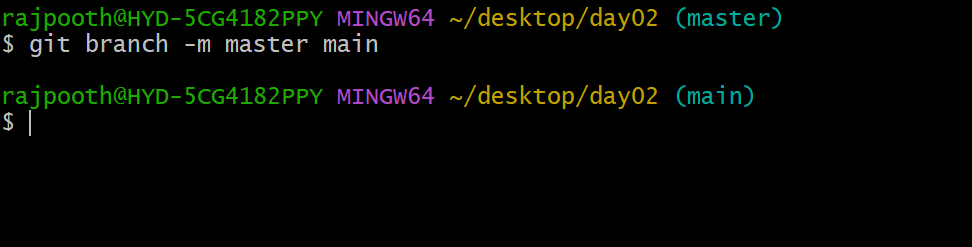 rajpooth@HYD-5CG4182PPY MINGW64 ~/desktop/day02 (master)
$ git branch -m master main
rajpooth@HYD-5CG4182PPY MINGW64 ~/desktop/day02 (main)
$